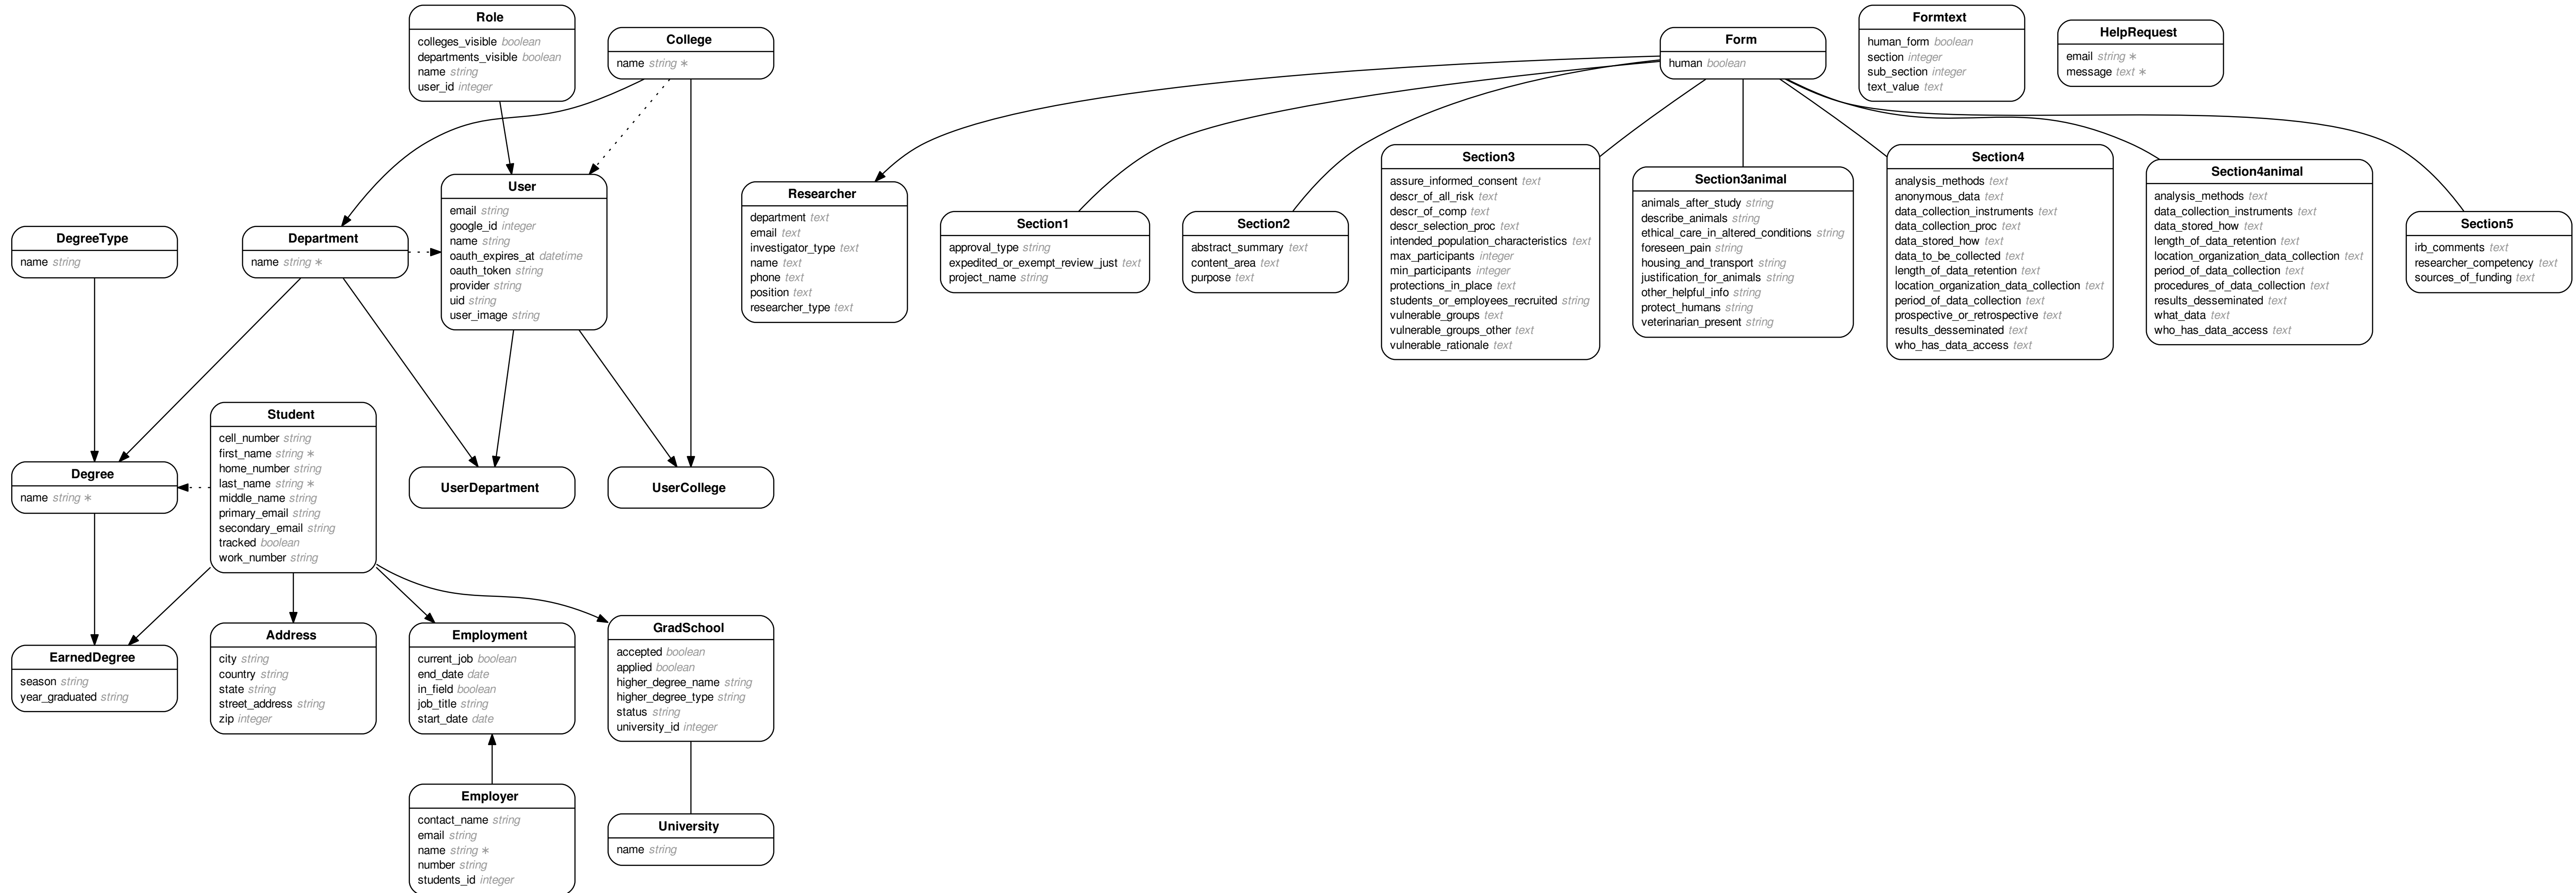 Role
colleges_visible boolean
departments_visible boolean
name string
user_id integer
College
name string ∗
Form
human boolean
Formtext
human_form boolean
section integer
sub_section integer
text_value text
HelpRequest
email string ∗
message text ∗
DegreeType
name string
Department
name string ∗
User
email string
google_id integer
name string
oauth_expires_at datetime
oauth_token string
provider string
uid string
user_image string
Researcher
department text
email text
investigator_type text
name text
phone text
position text
researcher_type text
Section1
approval_type string
expedited_or_exempt_review_just text
project_name string
Section2
abstract_summary text
content_area text
purpose text
Section3
assure_informed_consent text
descr_of_all_risk text
descr_of_comp text
descr_selection_proc text
intended_population_characteristics text
max_participants integer
min_participants integer
protections_in_place text
students_or_employees_recruited string
vulnerable_groups text
vulnerable_groups_other text
vulnerable_rationale text
Section3animal
animals_after_study string
describe_animals string
ethical_care_in_altered_conditions string
foreseen_pain string
housing_and_transport string
justification_for_animals string
other_helpful_info string
protect_humans string
veterinarian_present string
Section4
analysis_methods text
anonymous_data text
data_collection_instruments text
data_collection_proc text
data_stored_how text
data_to_be_collected text
length_of_data_retention text
location_organization_data_collection text
period_of_data_collection text
prospective_or_retrospective text
results_desseminated text
who_has_data_access text
Section4animal
analysis_methods text
data_collection_instruments text
data_stored_how text
length_of_data_retention text
location_organization_data_collection text
period_of_data_collection text
procedures_of_data_collection text
results_desseminated text
what_data text
who_has_data_access text
Section5
irb_comments text
researcher_competency text
sources_of_funding text
Degree
name string ∗
Student
cell_number string
first_name string ∗
home_number string
last_name string ∗
middle_name string
primary_email string
secondary_email string
tracked boolean
work_number string
UserDepartment
UserCollege
EarnedDegree
season string
year_graduated string
Address
city string
country string
state string
street_address string
zip integer
Employment
current_job boolean
end_date date
in_field boolean
job_title string
start_date date
GradSchool
accepted boolean
applied boolean
higher_degree_name string
higher_degree_type string
status string
university_id integer
Employer
contact_name string
email string
name string ∗
number string
students_id integer
University
name string